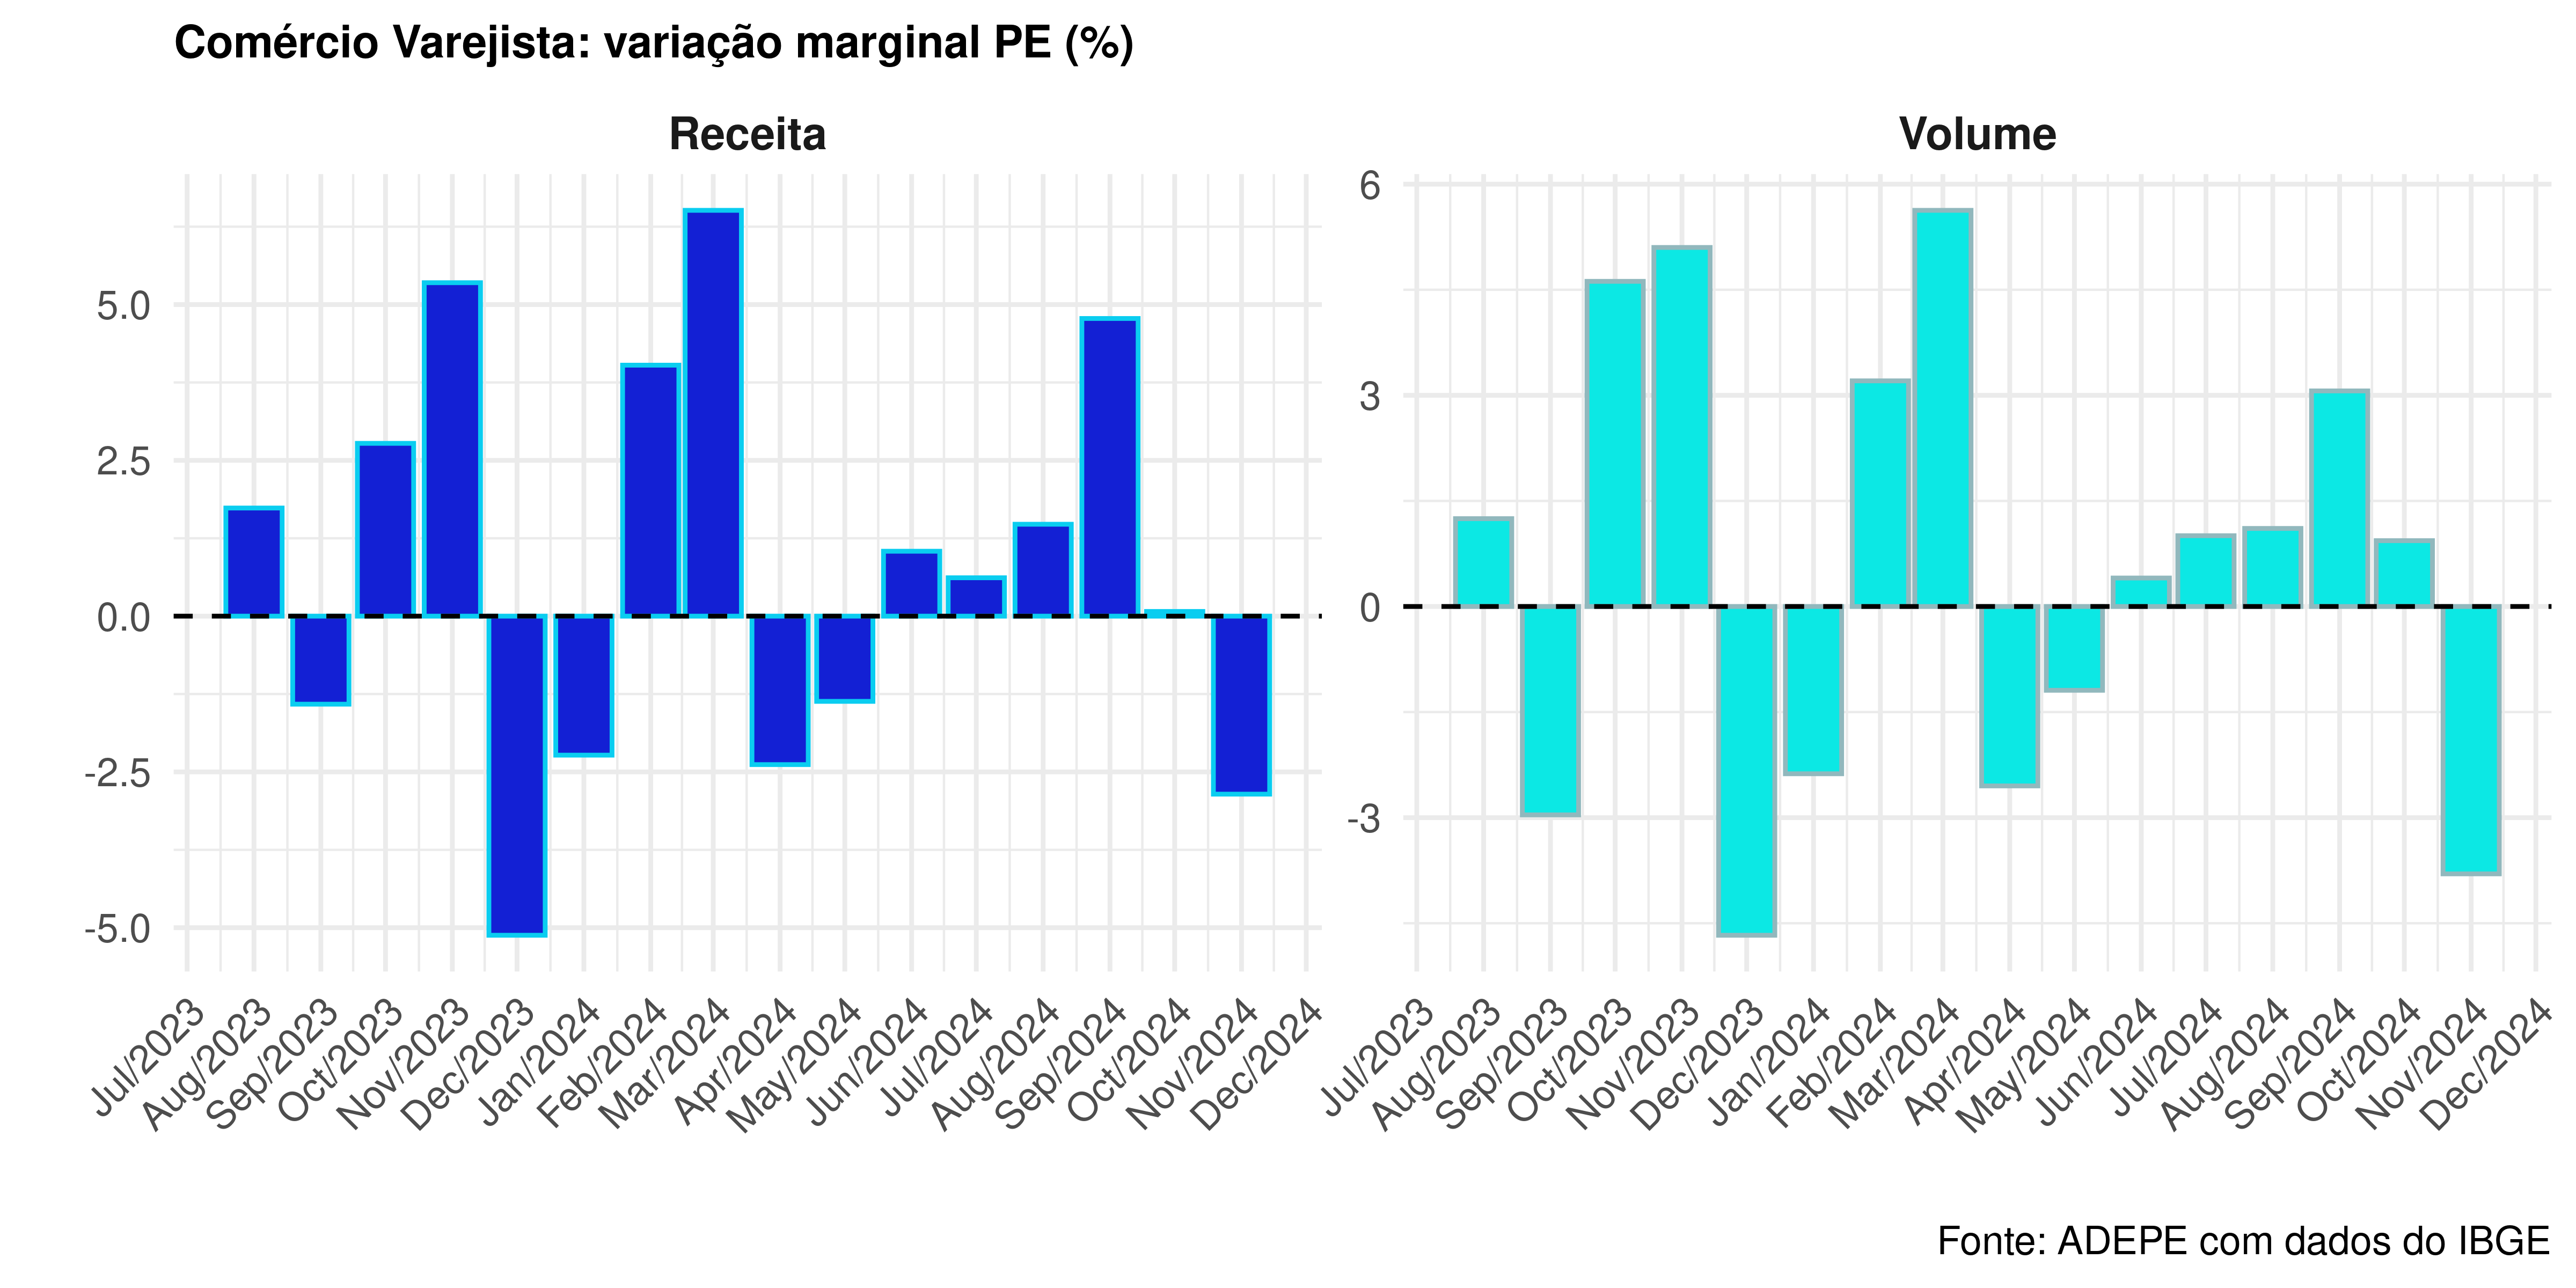 Comércio Varejista: variação marginal PE (%)
Receita
5.0
2.5
0.0
-2.5
-5.0
Jul/2023
Aug/2023
Sep/2023
Oct/2023
Nov/2023
Dec/2023
Jan/2024
Feb/2024
Mar/2024
Apr/2024
May/2024
Jun/2024
Jul/2024
Aug/2024
Sep/2024
Oct/2024
Nov/2024
Dec/2024
Volume
6
3
0
-3
Jul/2023
Aug/2023
Sep/2023
Oct/2023
Nov/2023
Dec/2023
Jan/2024
Feb/2024
Mar/2024
Apr/2024
May/2024
Jun/2024
Jul/2024
Aug/2024
Sep/2024
Oct/2024
Nov/2024
Dec/2024
Fonte: ADEPE com dados do IBGE